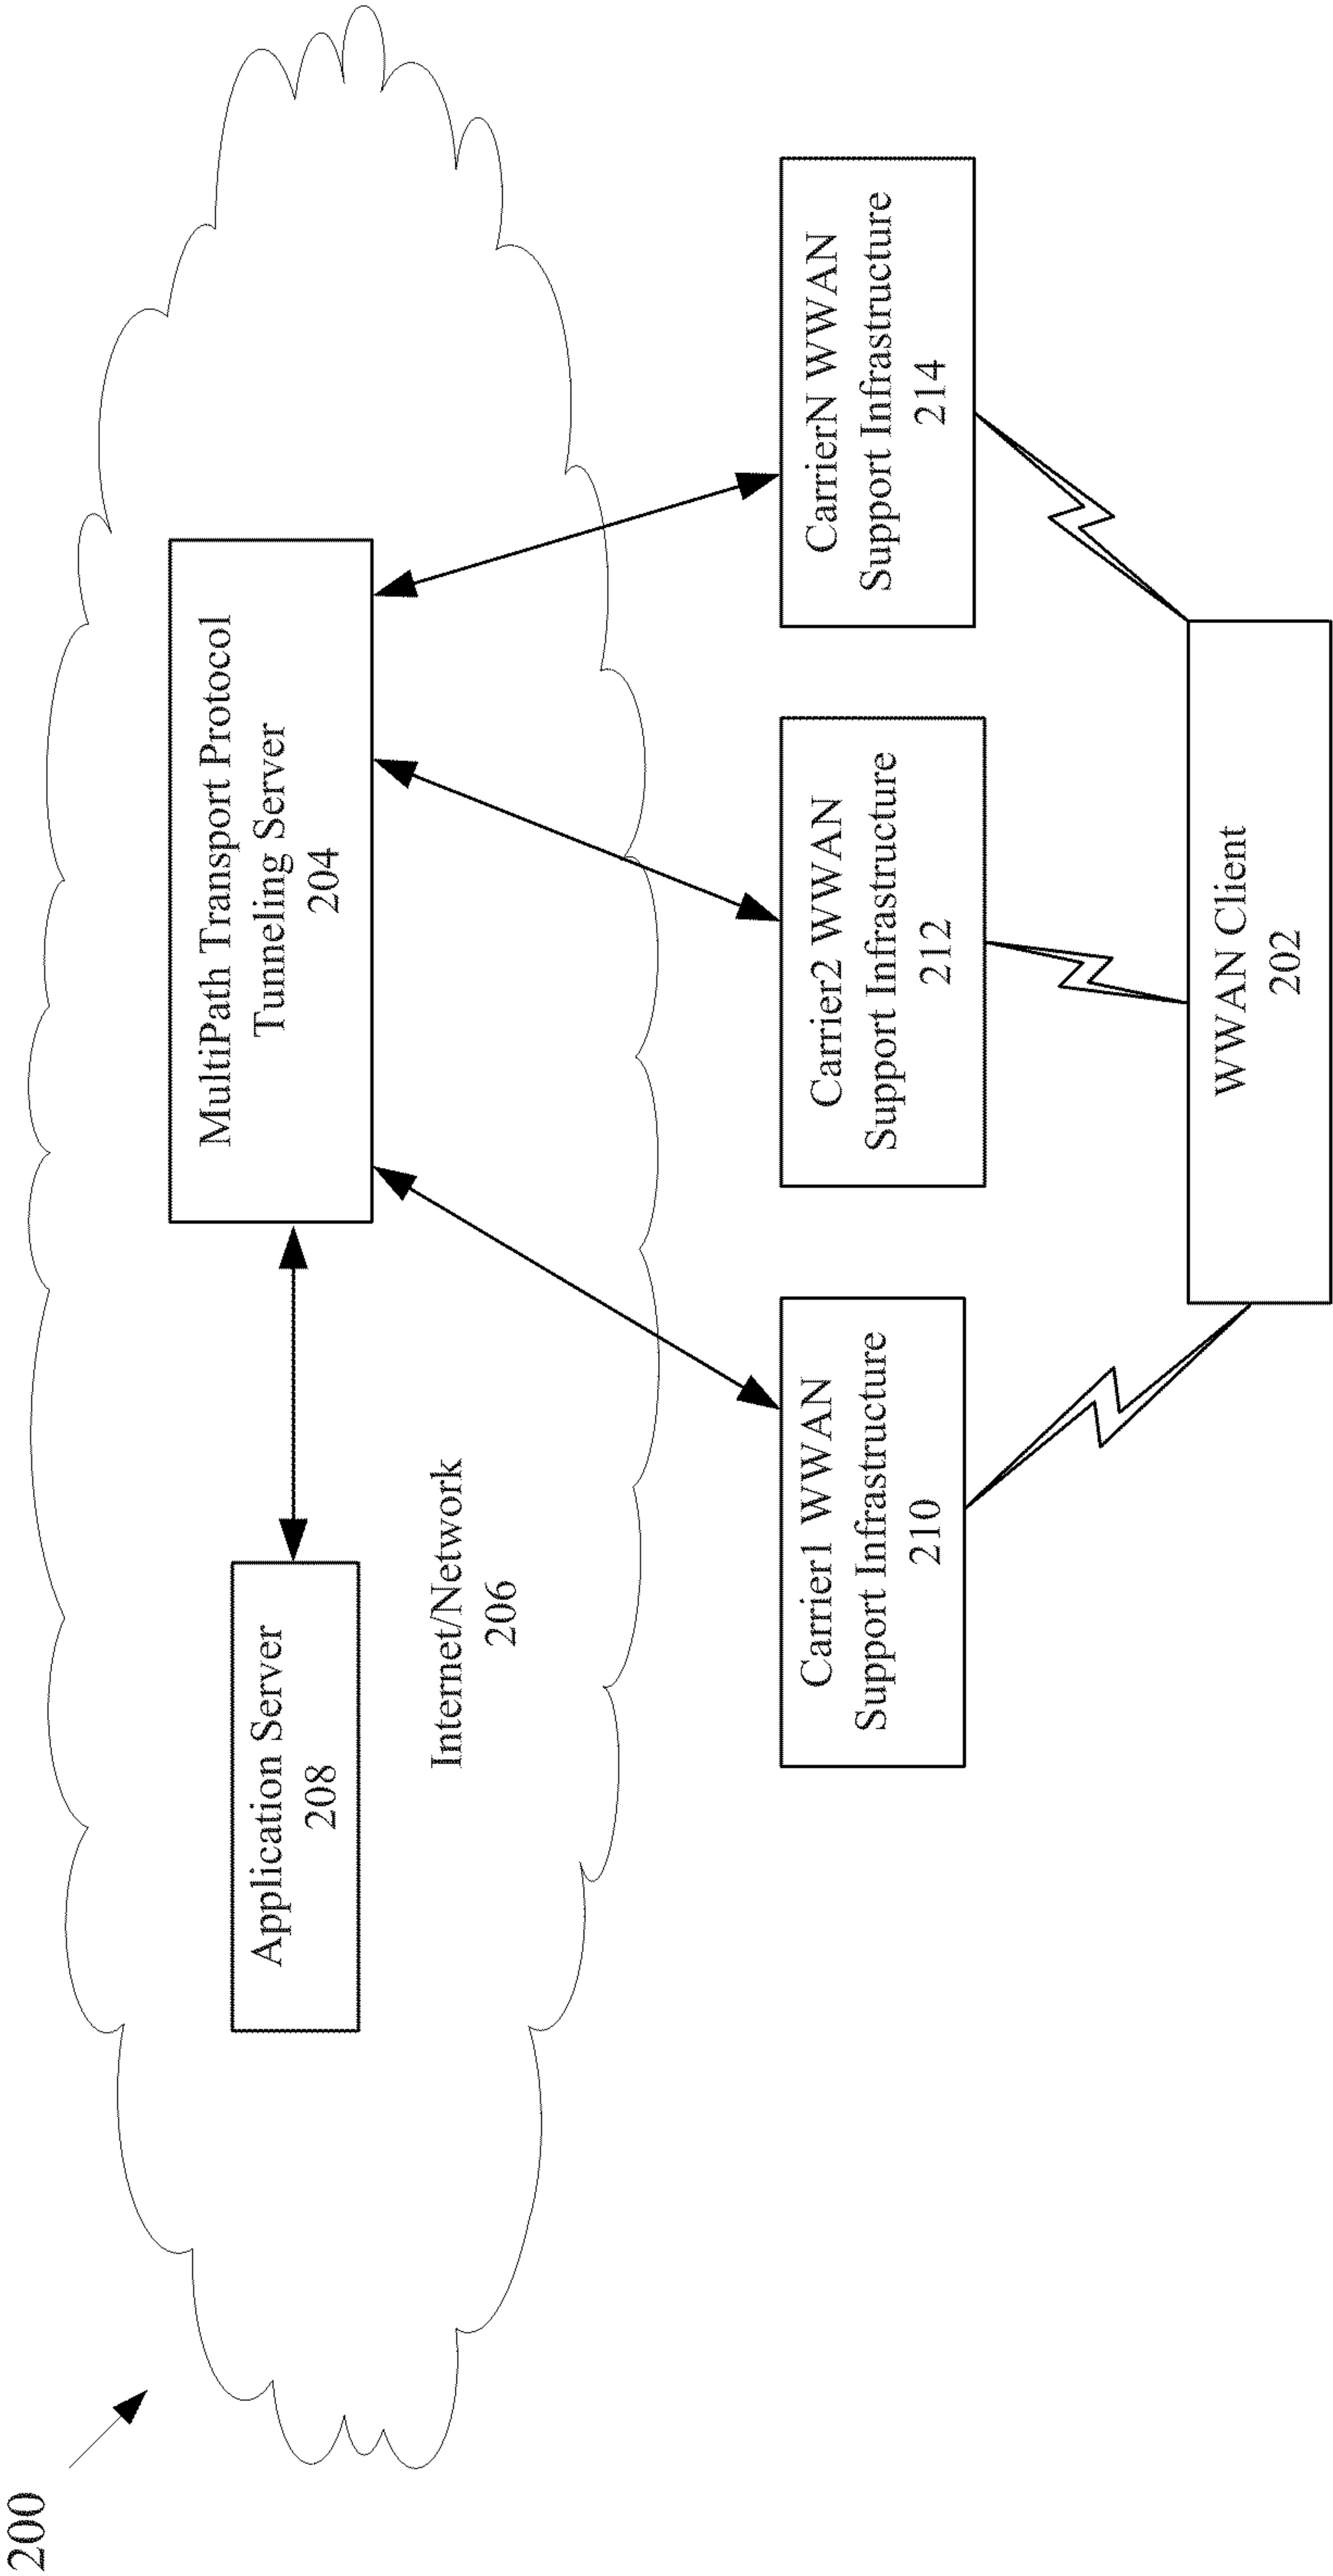 200
Application Server
208
MultiPath Transport Protocol
Tunneling Server
204
Internet/Network
206
Carrier1 WWAN
Support Infrastructure
210
Carrier2 WWAN
Support Infrastructure
212
CarrierN WWAN
Support Infrastructure
214
WWAN Client
202